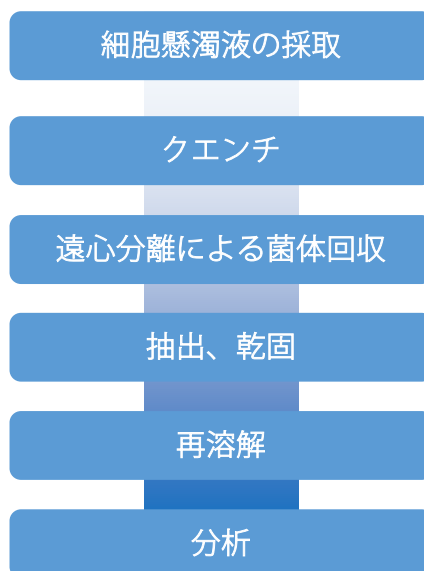 細胞懸濁液の採取
クエンチ
遠心分離による菌体回収
抽出、乾固
再溶解
分析